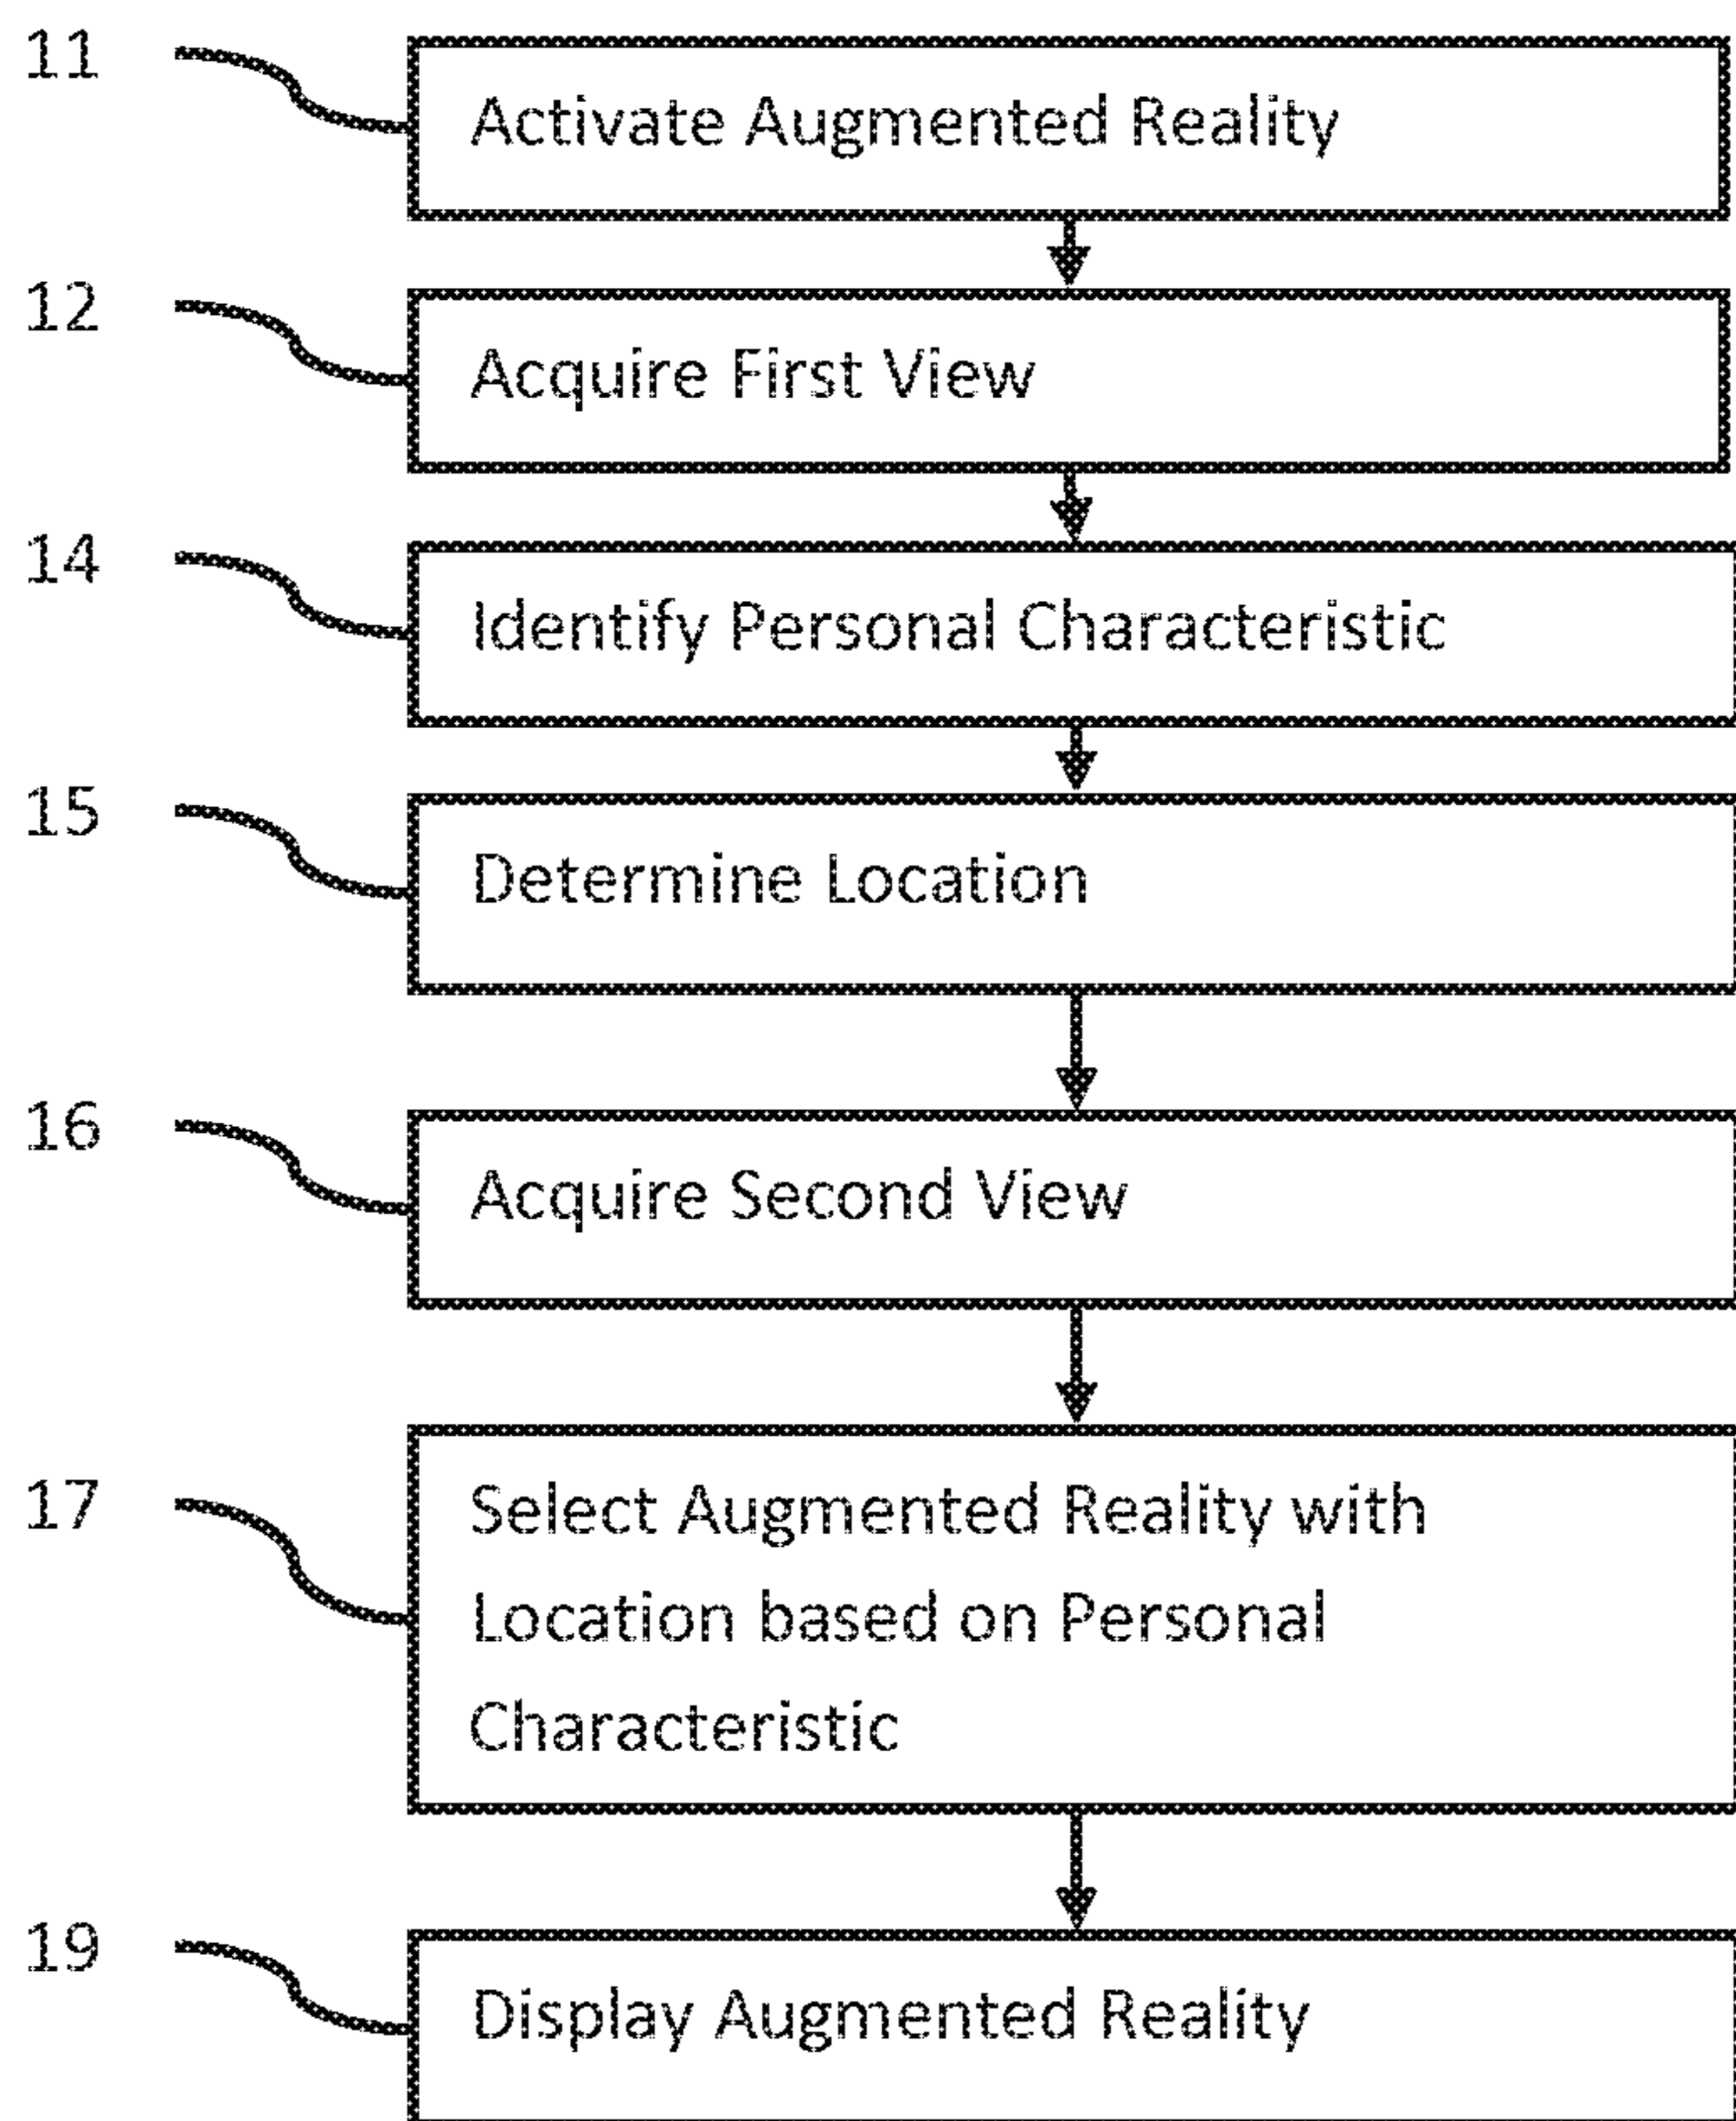 11 Activate Augmented Reality
12 Acquire First View
14 Identify Personal Characteristic
15 Determine Location
16 Acquire Second View
17 Select Augmented Reality with
Location based on Personal
Characteristic
19 Display Augmented Reality